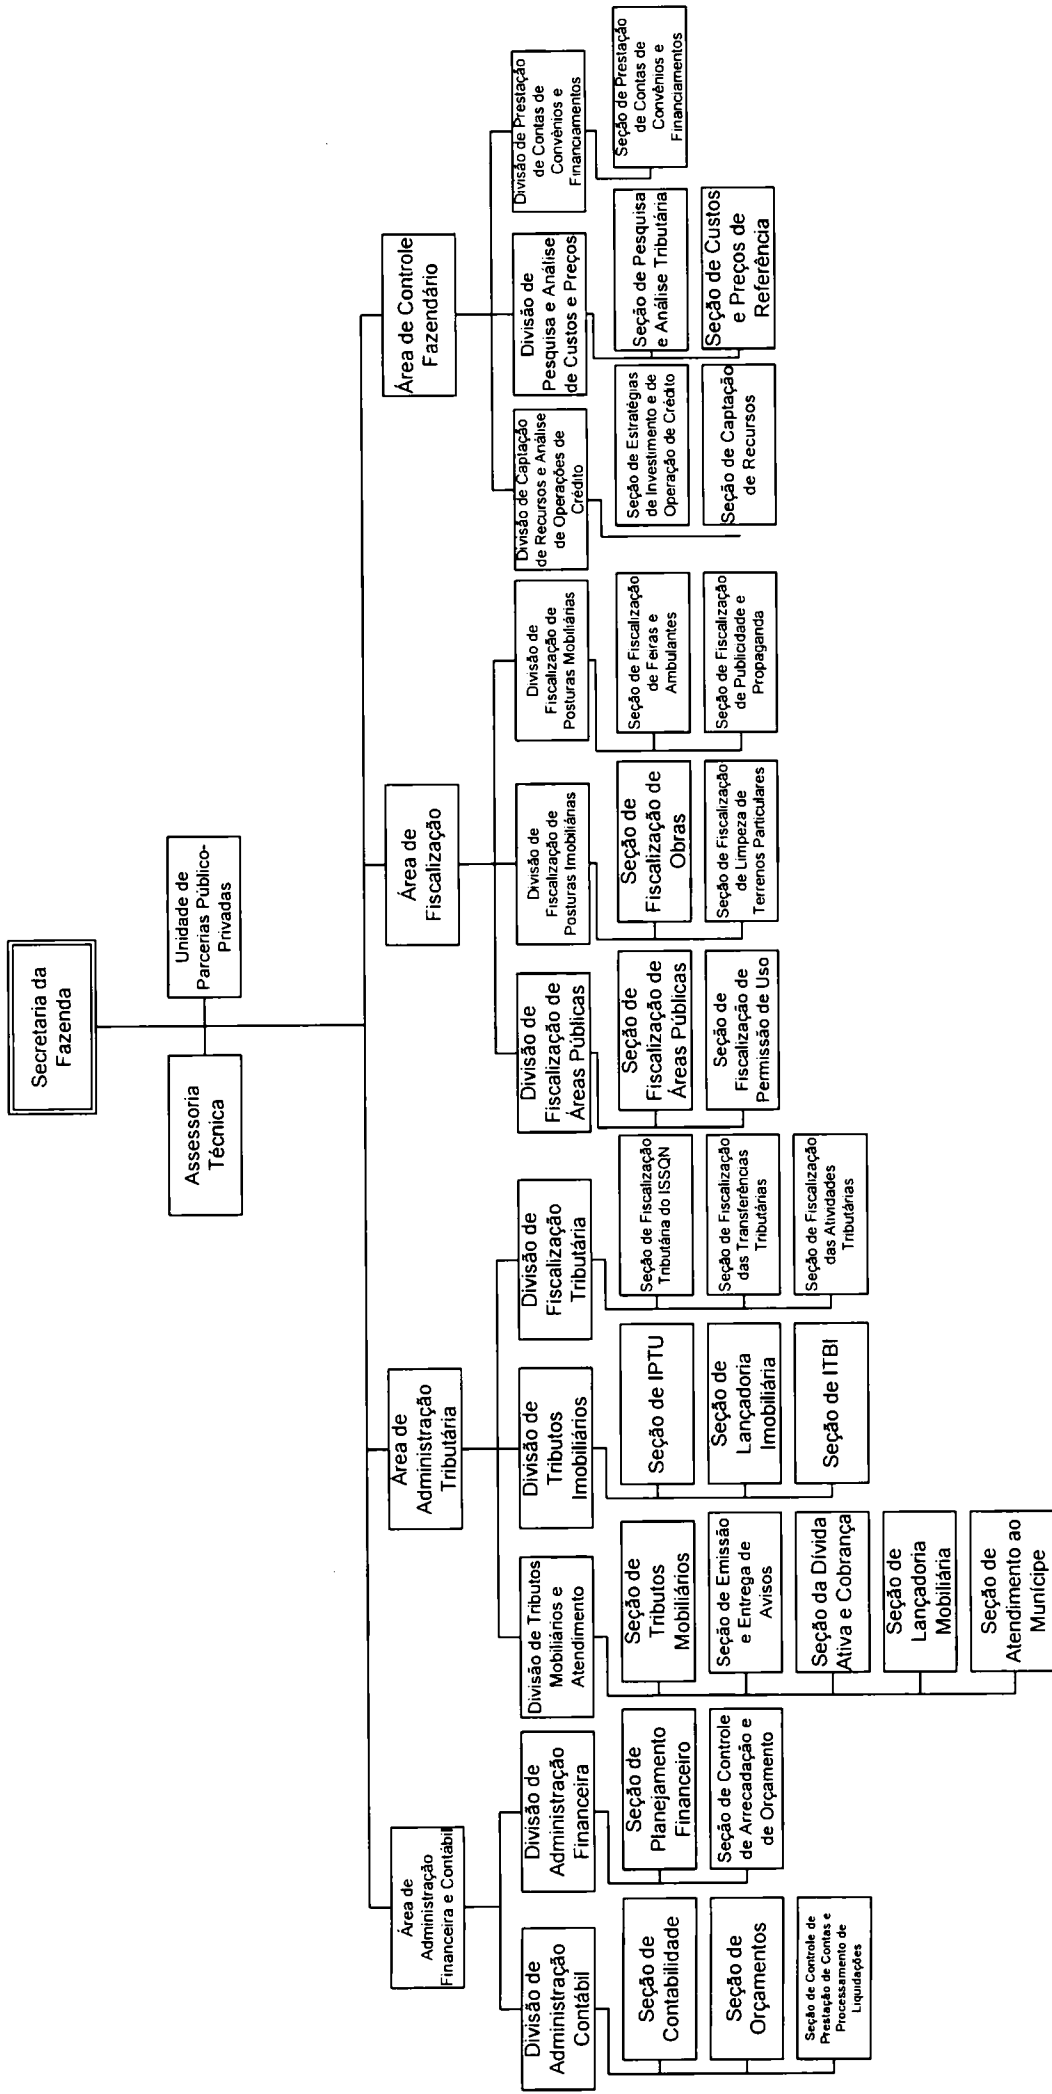 Secretaria da
Fazenda
Assessoria
Técnica
Unidade de
Parcerias Público-
Privadas
Área de
Administração
Financeira e Contábil
Área de
Administração
Tributária
Área de
Fiscalização
Área de Controle
Fazendário
Divisão de
Administração
Contábil
Divisão de
Administração
Financeira
Divisão de Tributos
Mobiliários e
Atendimento
Divisão de
Tributos
Imobiliários
Divisão de
Fiscalização
Tributária
Divisão de
Fiscalização de
Áreas Públicas
Divisão de
Fiscalização de
Posturas Imobiliárias
Divisão de
Fiscalização de
Posturas Mobiliárias
Divisão de Captação
de Recursos e Análise
de Operações de
Crédito
Divisão de
Pesquisa e Análise
de Custos e Preços
Divisão de Prestação
de Contas de
Convênios e
Financiamentos
Seção de
Contabilidade
Seção de
Planejamento
Financeiro
Seção de
Tributos
Mobiliários
Seção de IPTU
Seção de Fiscalização
Tributária do ISSQN
Seção de
Fiscalização de
Áreas Públicas
Seção de
Fiscalização de
Obras
Seção de Fiscalização
de Feiras e
Ambulantes
Seção de Estratégias
de Investimento e de
Operação de Crédito
Seção de Pesquisa
e Análise Tributária
Seção de Prestação
de Contas de
Convênios e
Financiamentos
Seção de
Orçamentos
Seção de Controle
de Arrecadação e
de Orçamento
Seção de Emissão
e Entrega de
Avisos
Seção de
Lançadoria
Imobiliária
Seção de Fiscalização
das Transferências
Tributárias
Seção de
Fiscalização de
Permissão de Uso
Seção de Fiscalização
de Limpeza de
Terrenos Particulares
Seção de Fiscalização
de Publicidade e
Propaganda
Seção de Captação
de Recursos
Seção de Custos
e Preços de
Referência
Seção de Controle de
Prestação de Contas e
Processamento de
Liquidações
Seção da Dívida
Ativa e Cobrança
Seção de ITBI
Seção de Fiscalização
das Atividades
Tributárias
Seção de
Lançadoria
Mobiliária
Seção de
Atendimento ao
Munícipe